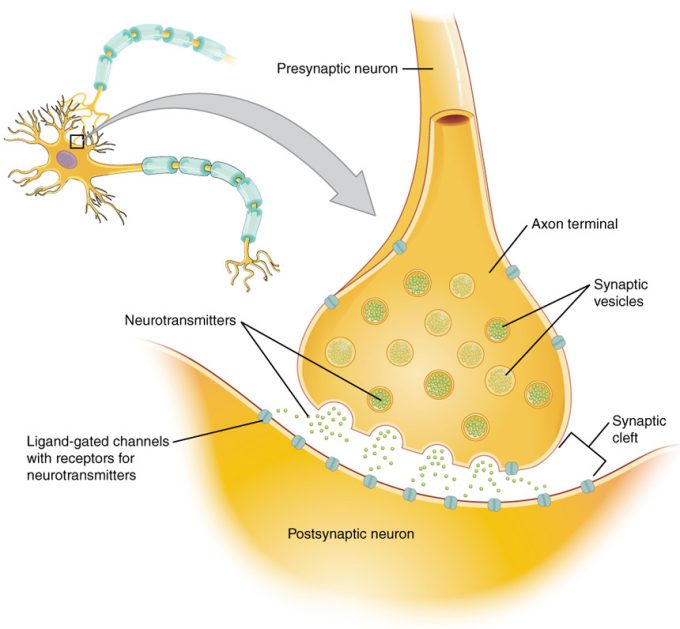 Presynaptic neuron
Axon terminal
Synaptic
vesicles
Neurotransmitters
Synaptic
cleft
Ligand-gated channels
with receptors for
neurotransmitters
Postsynaptic neuron